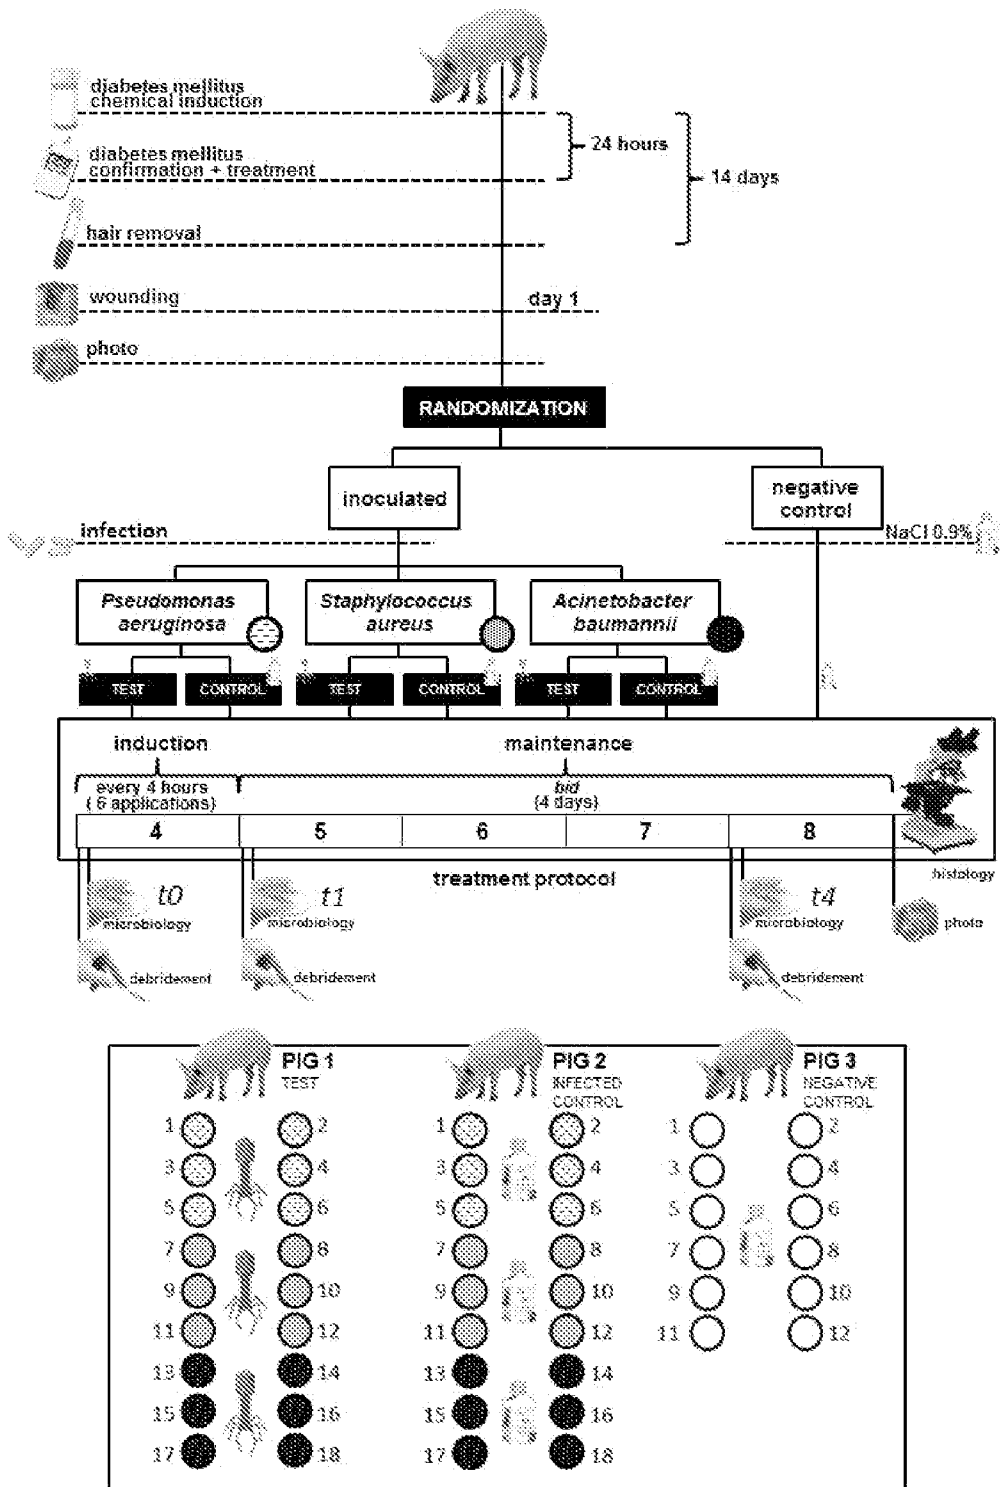 diabetes mellitus
chemical induction
24 hours
diabetes mellitus
confirmation + treatment
14 days
hair removal
wounding
day 1
photo
RANDOMIZATION
inoculated
negative
control
infection
NaCl 0.9%
Pseudomonas
aeruginosa
Staphylococcus
aureus
Acinetobacter
baumannii
TEST
CONTROL
TEST
CONTROL
TEST
CONTROL
induction
maintenance
every 4 hours
( 6 applications)
bid
(4 days)
4 5 6 7 8
treatment protocol
histology
t0
microbiology
t1
microbiology
t4
microbiology
photo
debridement
debridement
debridement
PIG 1
TEST
PIG 2
INFECTED
CONTROL
PIG 3
NEGATIVE
CONTROL
1 2 1 2 1 2
3 4 3 4 3 4
5 6 5 6 5 6
7 8 7 8 7 8
9 10 9 10 9 10
11 12 11 12 11 12
13 14 13 14
15 16 15 16
17 18 17 18